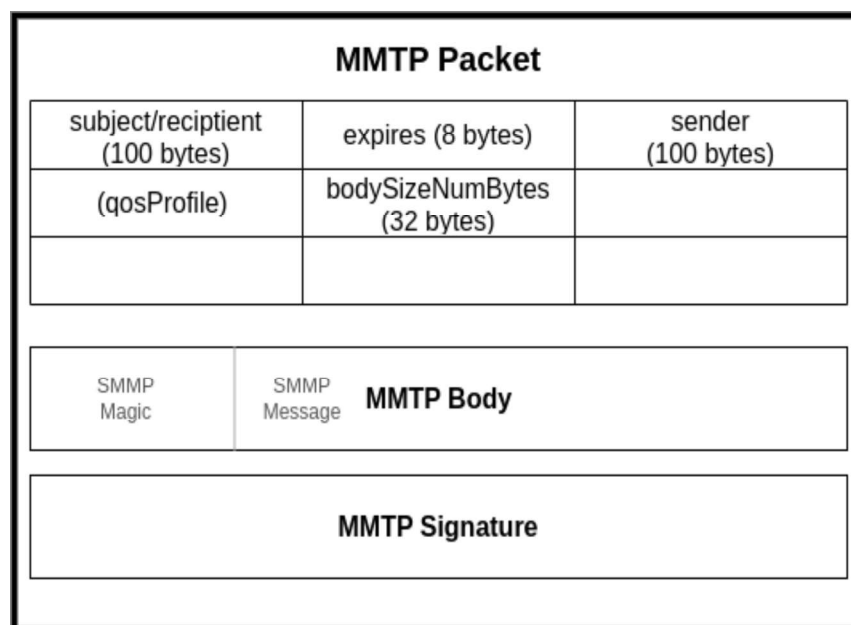 MMTP Packet
subject/reciptient
(100 bytes)
expires (8 bytes)
sender
(100 bytes)
(qosProfile)
bodySizeNumBytes
(32 bytes)
SMMP
Magic
SMMP
Message
MMTP Body
MMTP Signature